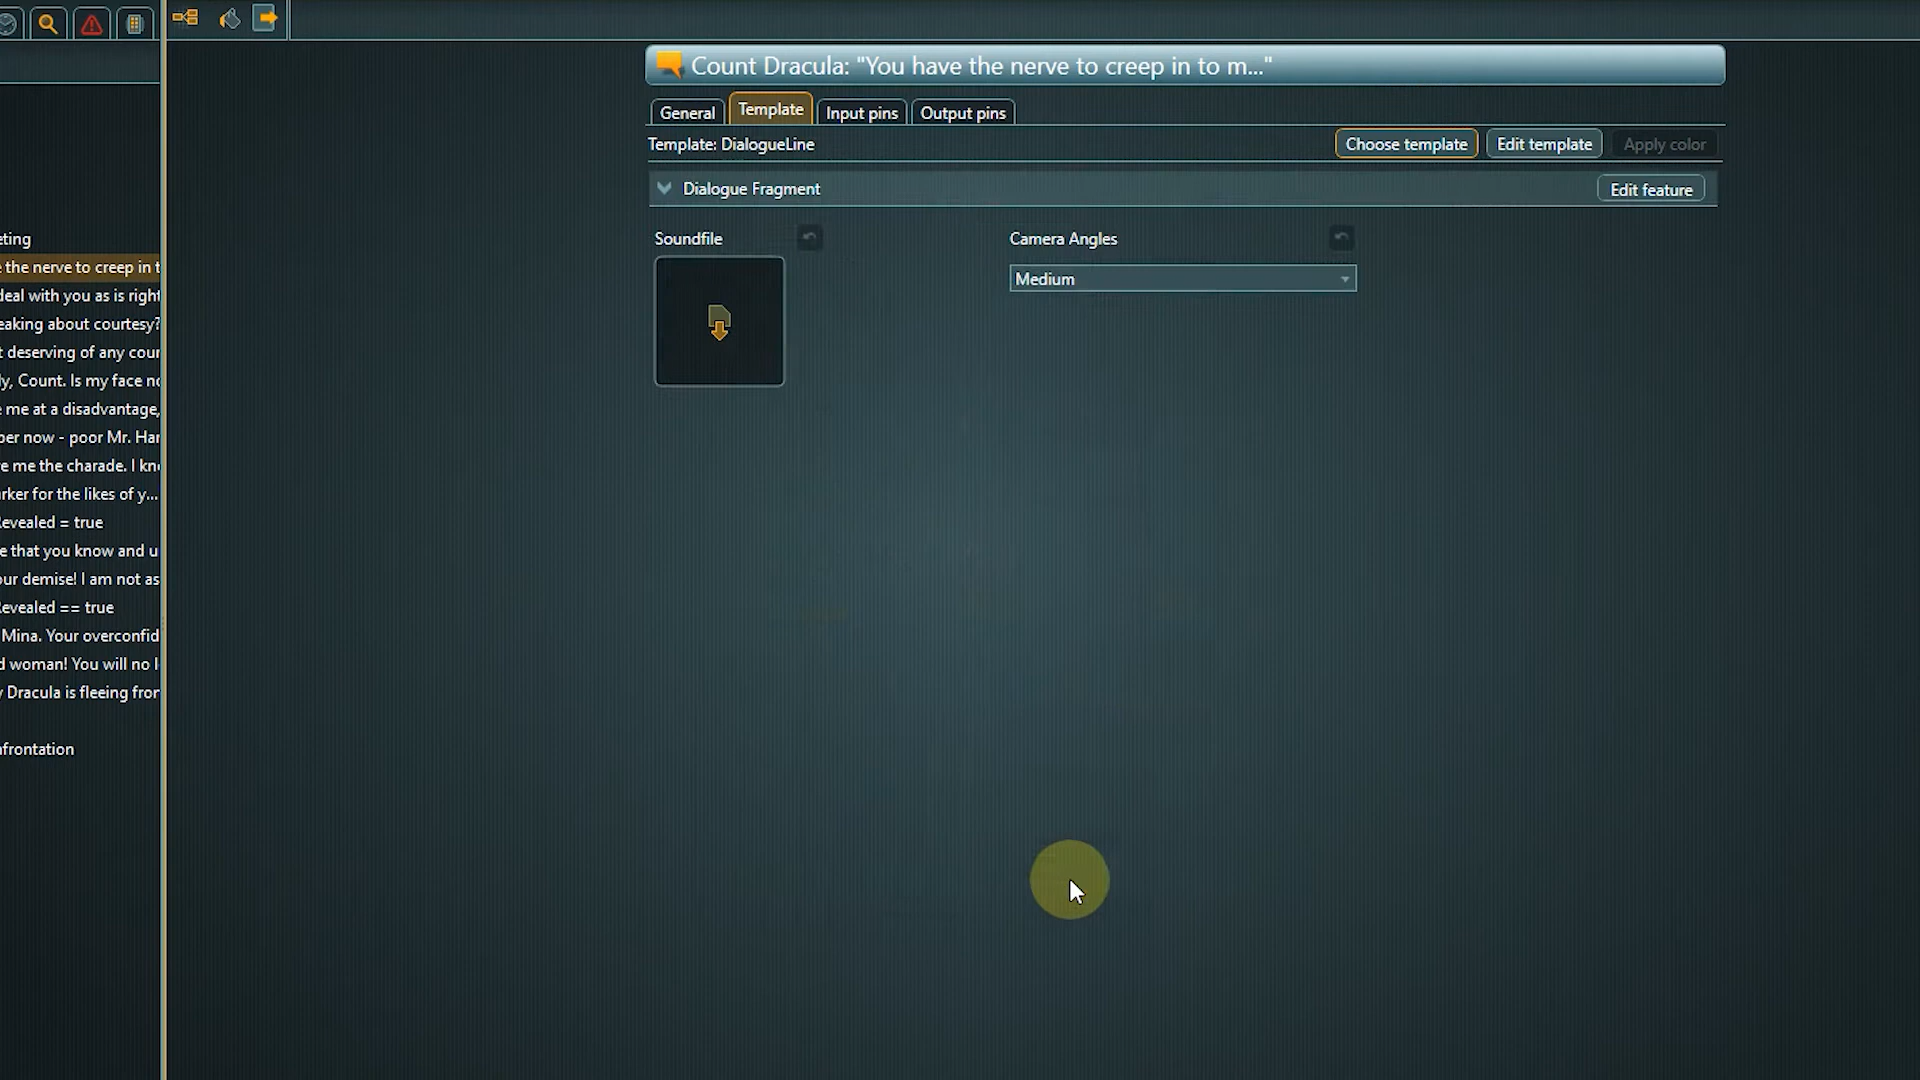 Count Dracula: "You have the nerve to creep in to m..."
General
Template
Input pins
Output pins
Template: DialogueLine
Choose template
Edit template
Apply color
Dialogue Fragment
Edit feature
Soundfile
Camera Angles
Medium
eting
the nerve to creep in t
deal with you as is right
eaking about courtesy?
t deserving of any cour
ly, Count. Is my face no
e me at a disadvantage,
ber now - poor Mr. Har
re me the charade. I kn
arker for the likes of y...
Revealed = true
e that you know and u
our demise! I am not as
Revealed == true
Mina. Your overconfid
d woman! You will no l
y Dracula is fleeing fror
nfrontation